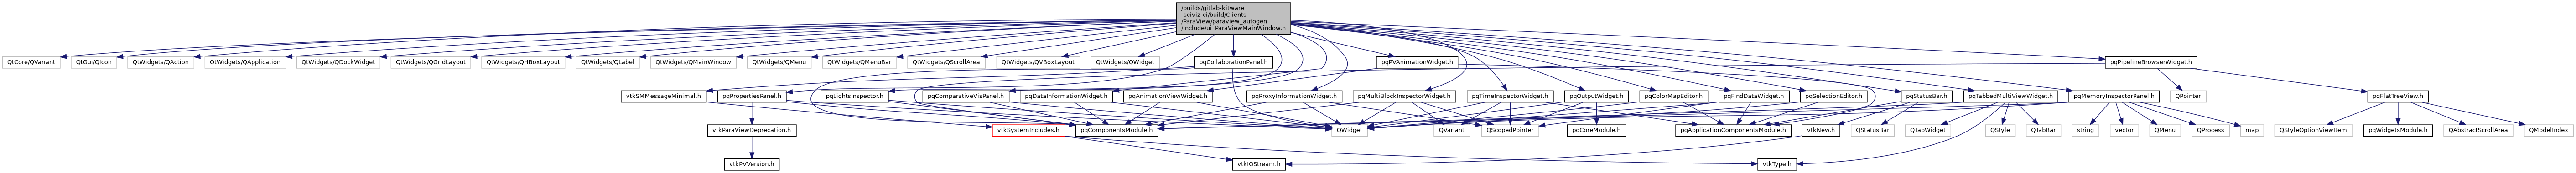 /builds/gitlab-kitware
-sciviz-ci/build/Clients
/ParaView/paraview_autogen
/include/ui_ParaViewMainWindow.h
QtCore/QVariant
QtGui/QIcon
QtWidgets/QAction
QtWidgets/QApplication
QtWidgets/QDockWidget
QtWidgets/QGridLayout
QtWidgets/QHBoxLayout
QtWidgets/QLabel
QtWidgets/QMainWindow
QtWidgets/QMenu
QtWidgets/QMenuBar
QtWidgets/QScrollArea
QtWidgets/QVBoxLayout
QtWidgets/QWidget
pqCollaborationPanel.h
pqPVAnimationWidget.h
pqPipelineBrowserWidget.h
vtkSMMessageMinimal.h
pqPropertiesPanel.h
pqLightsInspector.h
pqComparativeVisPanel.h
pqDataInformationWidget.h
pqAnimationViewWidget.h
pqProxyInformationWidget.h
pqMultiBlockInspectorWidget.h
pqTimeInspectorWidget.h
pqOutputWidget.h
pqColorMapEditor.h
pqFindDataWidget.h
pqSelectionEditor.h
pqStatusBar.h
pqTabbedMultiViewWidget.h
pqMemoryInspectorPanel.h
QPointer
pqFlatTreeView.h
vtkParaViewDeprecation.h
vtkSystemIncludes.h
pqComponentsModule.h
QWidget
QVariant
QScopedPointer
pqCoreModule.h
pqApplicationComponentsModule.h
vtkNew.h
QStatusBar
QTabWidget
QStyle
QTabBar
string
vector
QMenu
QProcess
map
QStyleOptionViewItem
pqWidgetsModule.h
QAbstractScrollArea
QModelIndex
vtkPVVersion.h
vtkIOStream.h
vtkType.h